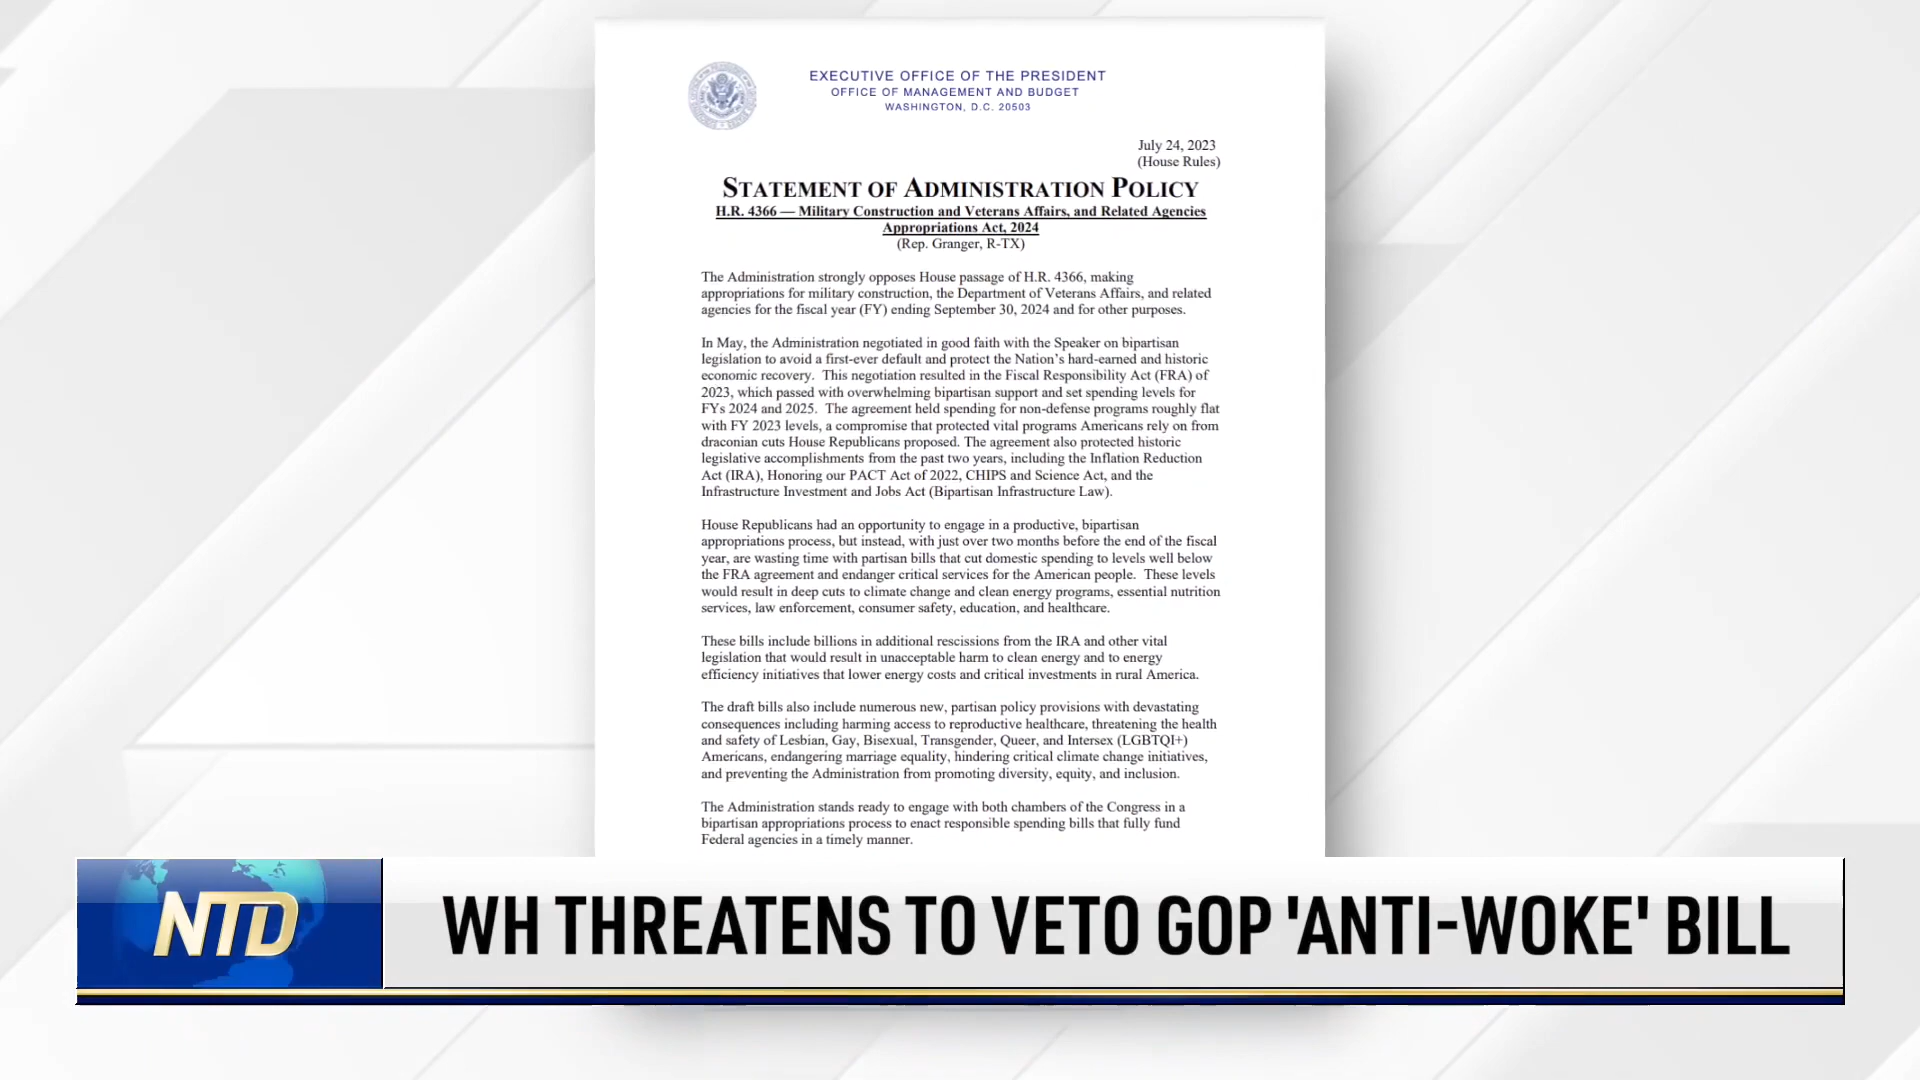 EXECUTIVE OFFICE OF THE PRESIDENT
OFFICE OF MANAGEMENT AND BUDGET
WASHINGTON, D.C. 20503
July 24, 2023
(House Rules)
STATEMENT OF ADMINISTRATION POLICY
H.R. 4366 — Military Construction and Veterans Affairs, and Related Agencies
Appropriations Act, 2024
(Rep. Granger, R-TX)
The Administration strongly opposes House passage of H.R. 4366, making
appropriations for military construction, the Department of Veterans Affairs, and related
agencies for the fiscal year (FY) ending September 30, 2024 and for other purposes.
In May, the Administration negotiated in good faith with the Speaker on bipartisan
legislation to avoid a first-ever default and protect the Nation's hard-earned and historic
economic recovery. This negotiation resulted in the Fiscal Responsibility Act (FRA) of
2023, which passed with overwhelming bipartisan support and set spending levels for
FYs 2024 and 2025. The agreement held spending for non-defense programs roughly flat
with FY 2023 levels, a compromise that protected vital programs Americans rely on from
draconian cuts House Republicans proposed. The agreement also protected historic
legislative accomplishments from the past two years, including the Inflation Reduction
Act (IRA), Honoring our PACT Act of 2022, CHIPS and Science Act, and the
Infrastructure Investment and Jobs Act (Bipartisan Infrastructure Law).
House Republicans had an opportunity to engage in a productive, bipartisan
appropriations process, but instead, with just over two months before the end of the fiscal
year, are wasting time with partisan bills that cut domestic spending to levels well below
the FRA agreement and endanger critical services for the American people. These levels
would result in deep cuts to climate change and clean energy programs, essential nutrition
services, law enforcement, consumer safety, education, and healthcare.
These bills include billions in additional rescissions from the IRA and other vital
legislation that would result in unacceptable harm to clean energy and to energy
efficiency initiatives that lower energy costs and critical investments in rural America.
The draft bills also include numerous new, partisan policy provisions with devastating
consequences including harming access to reproductive healthcare, threatening the health
and safety of Lesbian, Gay, Bisexual, Transgender, Queer, and Intersex (LGBTQI+)
Americans, endangering marriage equality, hindering critical climate change initiatives,
and preventing the Administration from promoting diversity, equity, and inclusion.
The Administration stands ready to engage with both chambers of the Congress in a
bipartisan appropriations process to enact responsible spending bills that fully fund
Federal agencies in a timely manner.
NTD
WH THREATENS TO VETO GOP 'ANTI-WOKE' BILL